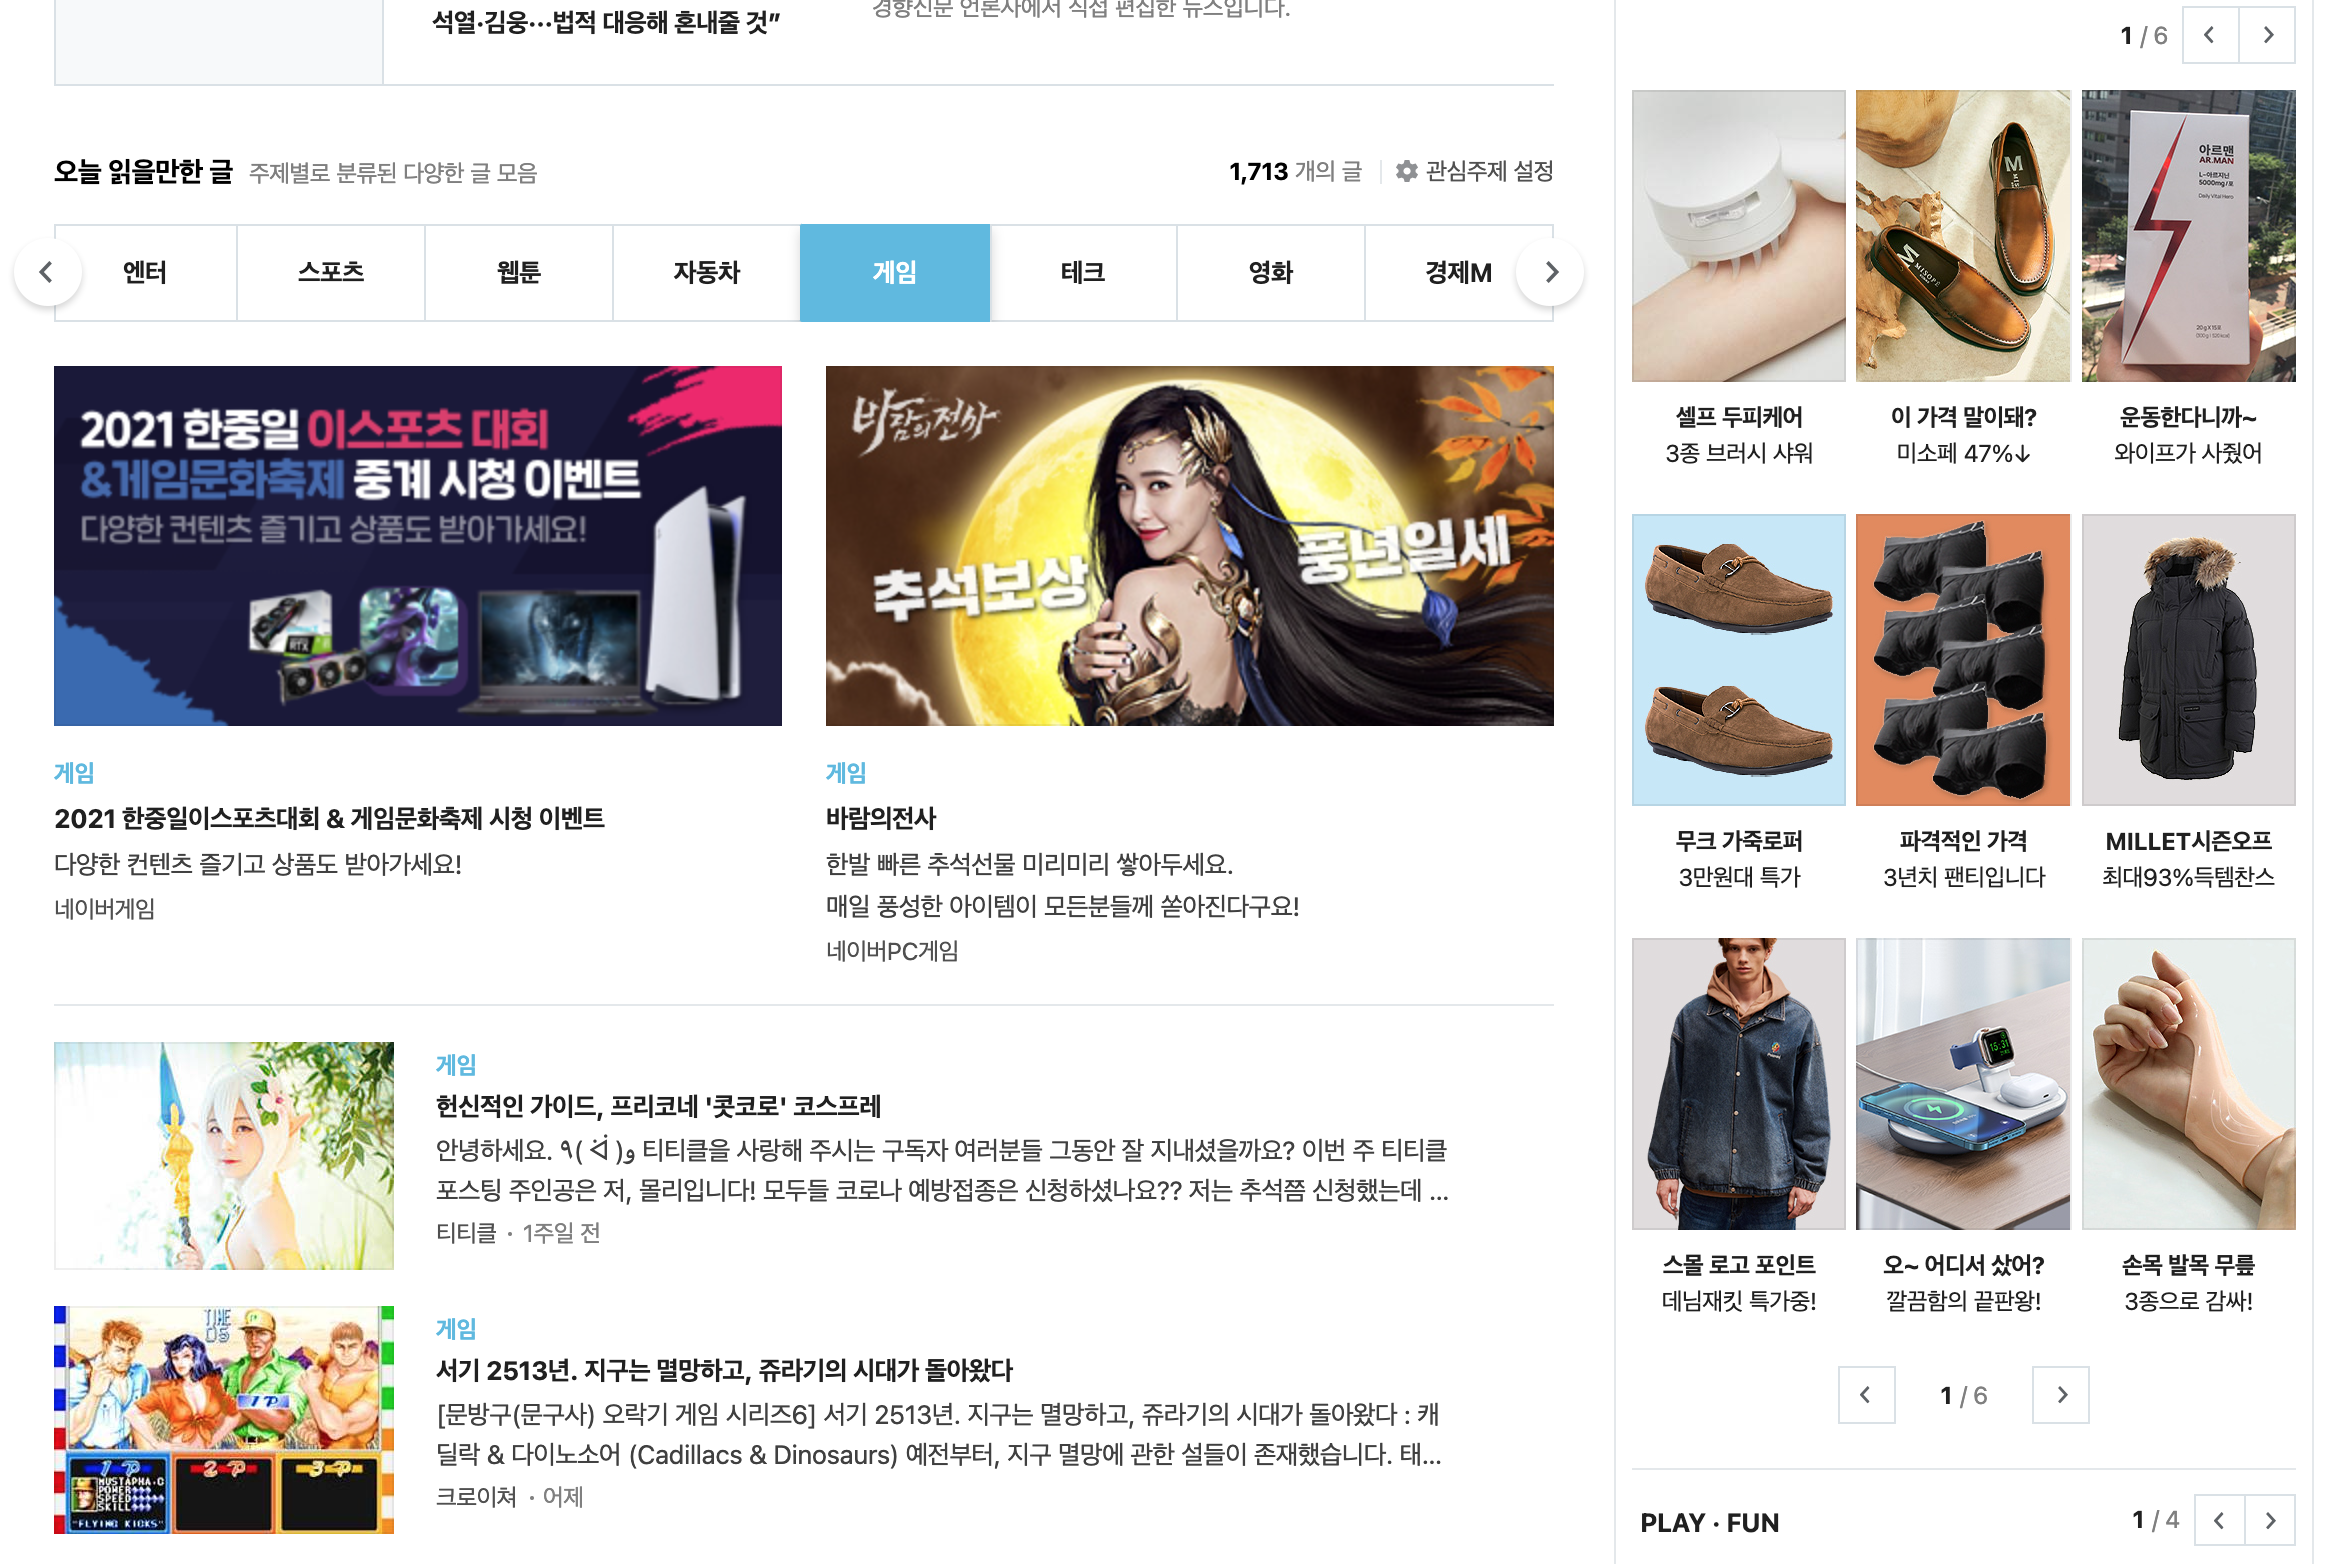 석열·김웅…법적 대응해 혼내줄 것”
경향신문 언론사에서 직접 편집한 뉴스입니다.
오늘 읽을만한 글 주제별로 분류된 다양한 글 모음
1,713 개의 글 관심주제 설정
엔터 스포츠 웹툰 자동차 게임 테크 영화 경제M
2021 한중일 이스포츠 대회
&게임문화축제 중계 시청 이벤트
다양한 컨텐츠 즐기고 상품도 받아가세요!
RTX
바람의전사
추석보상
풍년일세
게임
2021 한중일이스포츠대회 & 게임문화축제 시청 이벤트
다양한 컨텐츠 즐기고 상품도 받아가세요!
네이버게임
게임
바람의전사
한발 빠른 추석선물 미리미리 쌓아두세요.
매일 풍성한 아이템이 모든분들께 쏟아진다구요!
네이버PC게임
게임
헌신적인 가이드, 프리코네 '콧코로' 코스프레
안녕하세요. ٩( ᐛ )و 티티클을 사랑해 주시는 구독자 여러분들 그동안 잘 지내셨을까요? 이번 주 티티클
포스팅 주인공은 저, 몰리입니다! 모두들 코로나 예방접종은 신청하셨나요?? 저는 추석쯤 신청했는데 ...
티티클 · 1주일 전
THE
1P
1P 2P 3P
MUSTAPHA.C
POWER
SPEED
SKILL
"FLYING KICKS"
게임
서기 2513년. 지구는 멸망하고, 쥬라기의 시대가 돌아왔다
[문방구(문구사) 오락기 게임 시리즈6] 서기 2513년. 지구는 멸망하고, 쥬라기의 시대가 돌아왔다 : 캐
딜락 & 다이노소어 (Cadillacs & Dinosaurs) 예전부터, 지구 멸망에 관한 설들이 존재했습니다. 태...
크로이쳐 · 어제
1 / 6
M
MISOPE
아르맨
AR.MAN
L-아르지닌
5000mg/포
Daily Vital Hero
셀프 두피케어
3종 브러시 샤워
이 가격 말이돼?
미소페 47%↓
운동한다니까~
와이프가 사줬어
무크 가죽로퍼
3만원대 특가
파격적인 가격
3년치 팬티입니다
MILLET시즌오프
최대93%득템찬스
15:31
스몰 로고 포인트
데님재킷 특가중!
오~ 어디서 샀어?
깔끔함의 끝판왕!
손목 발목 무릎
3종으로 감싸!
1 / 6
PLAY · FUN
1 / 4